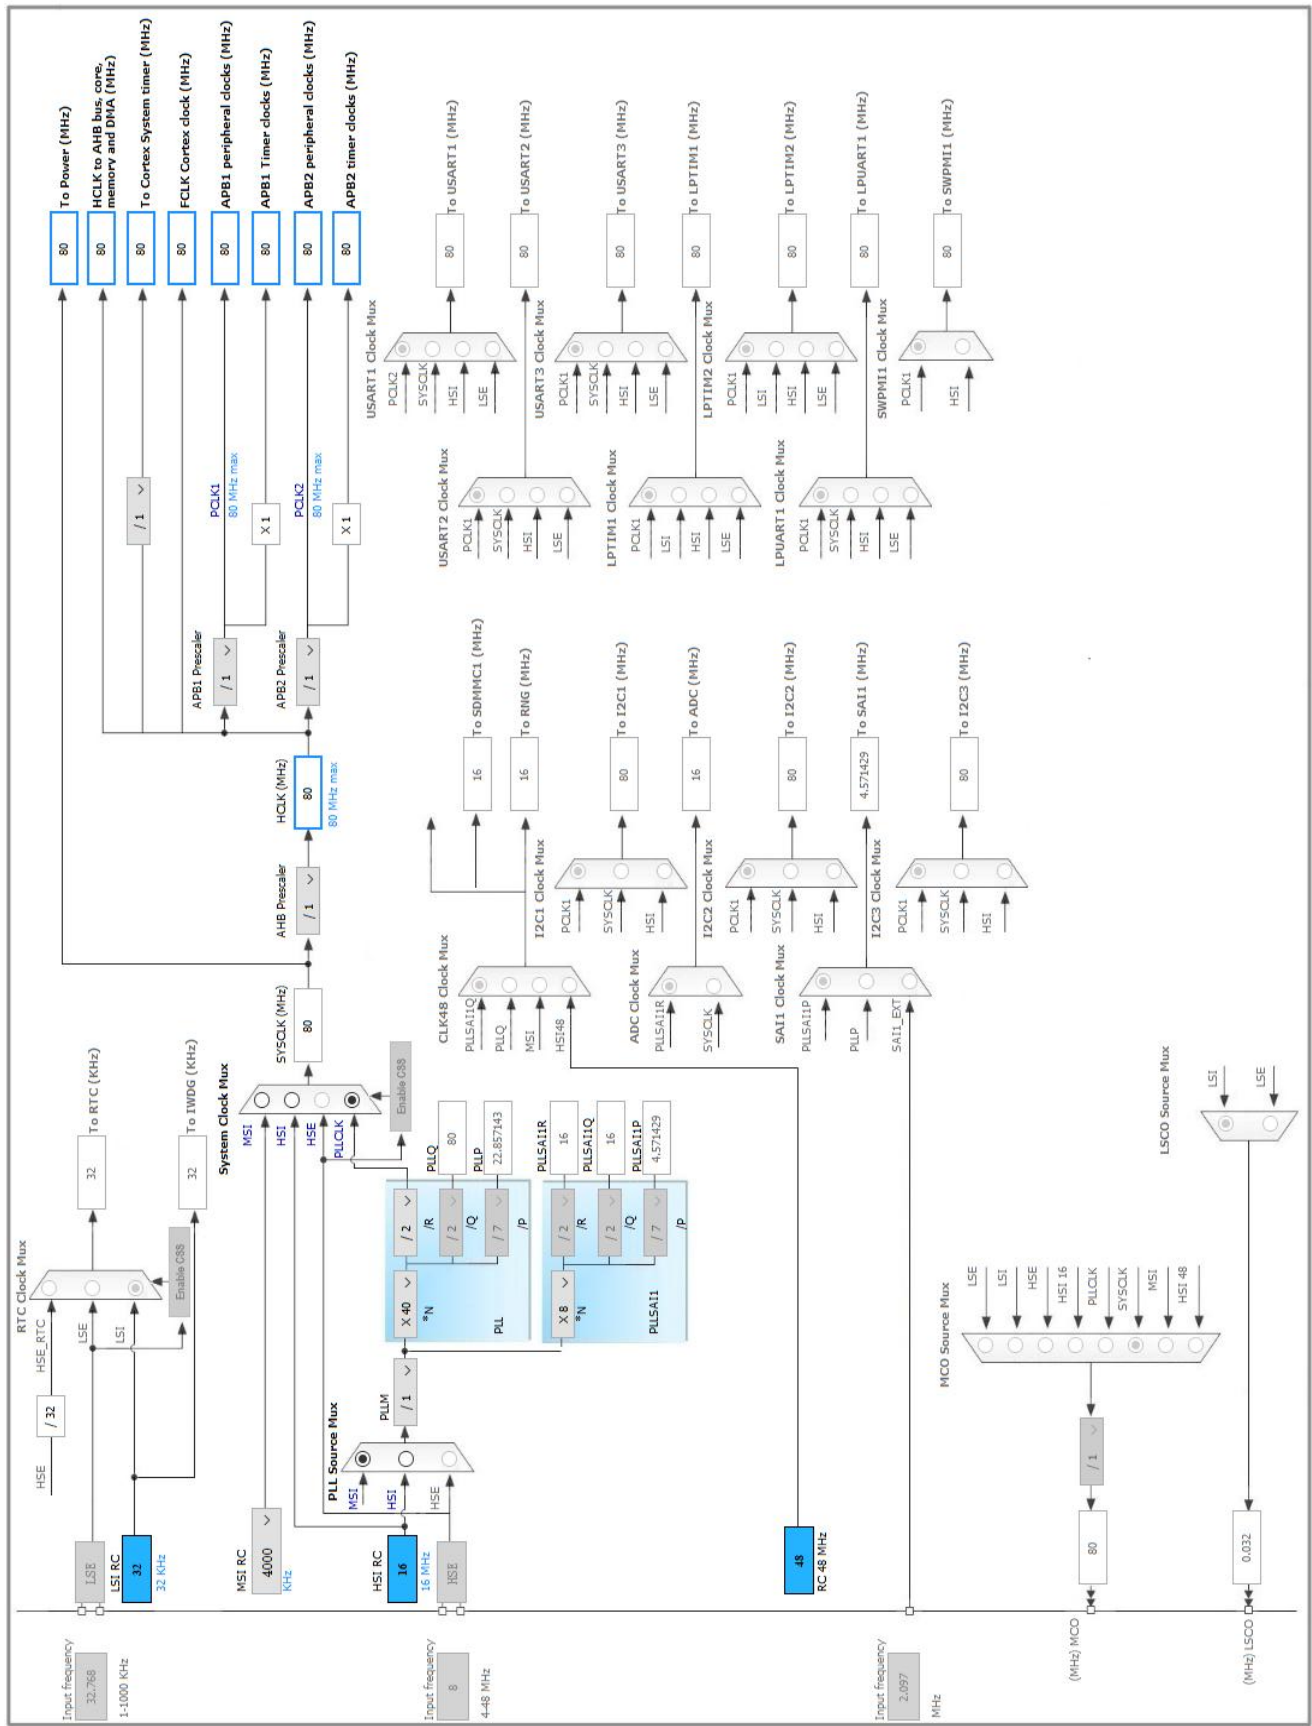 RTC Clock Mux
HSE
/ 32
HSE_RTC
Input frequency
32.768
1-1000 KHz
LSE
LSE
LSI
Enable CSS
32
To RTC (KHz)
LSI RC
32
32 KHz
32
To IWDG (KHz)
System Clock Mux
MSI RC
4000
KHz
MSI
HSI
HSE
PLLCLK
Enable CSS
SYSCLK (MHz)
80
AHB Prescaler
/ 1
HCLK (MHz)
80
80 MHz max
APB1 Prescaler
/ 1
APB2 Prescaler
/ 1
/ 1
PCLK1
80 MHz max
X 1
PCLK2
80 MHz max
X 1
80
To Power (MHz)
80
HCLK to AHB bus, core,
memory and DMA (MHz)
80
To Cortex System timer (MHz)
80
FCLK Cortex clock (MHz)
80
APB1 peripheral clocks (MHz)
80
APB1 Timer clocks (MHz)
80
APB2 peripheral clocks (MHz)
80
APB2 timer clocks (MHz)
HSI RC
16
16 MHz
Input frequency
8
4-48 MHz
HSE
PLL Source Mux
MSI
HSI
HSE
PLLM
/ 1
X 40
*N
PLL
/ 2
/R
/ 2
/Q
/ 7
/P
PLLQ
80
PLLP
22.857143
X 8
*N
PLLSAI1
/ 2
/R
/ 2
/Q
/ 7
/P
PLLSAI1R
16
PLLSAI1Q
16
PLLSAI1P
4.571429
CLK48 Clock Mux
PLLSAI1Q
PLLQ
MSI
HSI48
16
To SDMMC1 (MHz)
16
To RNG (MHz)
I2C1 Clock Mux
PCLK1
SYSCLK
HSI
80
To I2C1 (MHz)
ADC Clock Mux
PLLSAI1R
SYSCLK
16
To ADC (MHz)
I2C2 Clock Mux
PCLK1
SYSCLK
HSI
80
To I2C2 (MHz)
SAI1 Clock Mux
PLLSAI1P
PLLP
SAI1_EXT
4.571429
To SAI1 (MHz)
I2C3 Clock Mux
PCLK1
SYSCLK
HSI
80
To I2C3 (MHz)
USART1 Clock Mux
PCLK2
SYSCLK
HSI
LSE
80
To USART1 (MHz)
USART2 Clock Mux
PCLK1
SYSCLK
HSI
LSE
80
To USART2 (MHz)
USART3 Clock Mux
PCLK1
SYSCLK
HSI
LSE
80
To USART3 (MHz)
LPTIM1 Clock Mux
PCLK1
LSI
HSI
LSE
80
To LPTIM1 (MHz)
LPTIM2 Clock Mux
PCLK1
LSI
HSI
LSE
80
To LPTIM2 (MHz)
LPUART1 Clock Mux
PCLK1
SYSCLK
HSI
LSE
80
To LPUART1 (MHz)
SWPMI1 Clock Mux
PCLK1
HSI
80
To SWPMI1 (MHz)
48
RC 48 MHz
Input frequency
2.097
MHz
MCO Source Mux
LSE
LSI
HSE
HSI 16
PLLCLK
SYSCLK
MSI
HSI 48
/ 1
80
(MHz) MCO
LSCO Source Mux
LSI
LSE
0.032
(MHz) LSCO